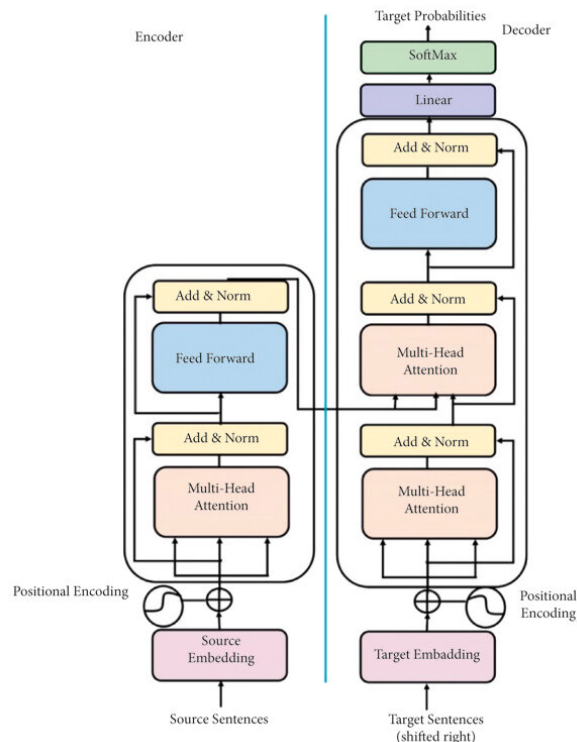 Target Probabilities
Encoder
Decoder
SoftMax
Linear
Add & Norm
Feed Forward
Add & Norm
Multi-Head
Attention
Add & Norm
Multi-Head
Attention
Add & Norm
Feed Forward
Add & Norm
Multi-Head
Attention
Positional Encoding
Positional
Encoding
Source
Embedding
Target Embadding
Source Sentences
Target Sentences
(shifted right)